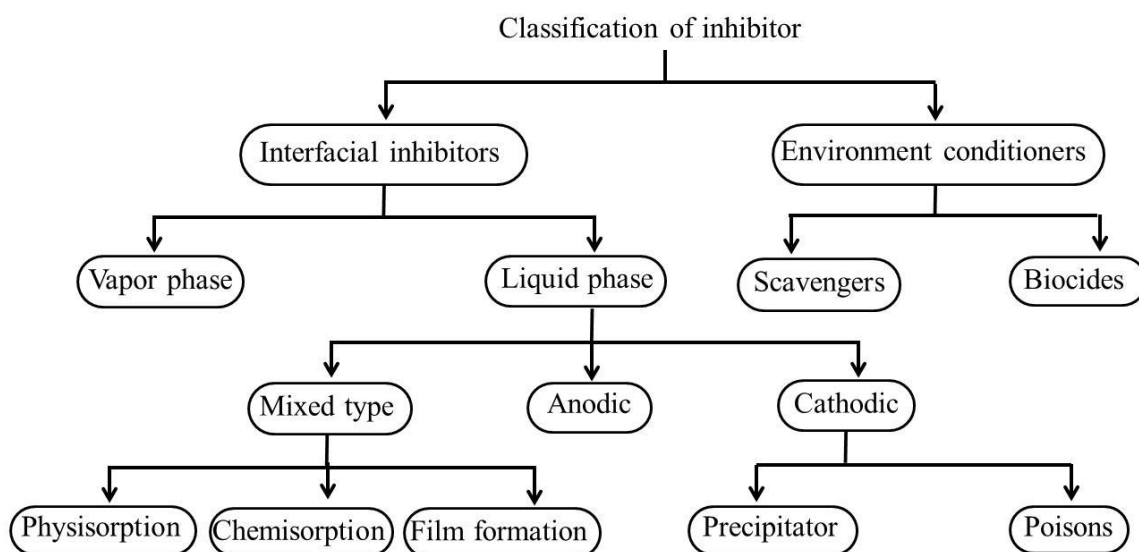 Classification of inhibitor
Interfacial inhibitors
Environment conditioners
Vapor phase
Liquid phase
Scavengers
Biocides
Mixed type
Anodic
Cathodic
Physisorption
Chemisorption
Film formation
Precipitator
Poisons